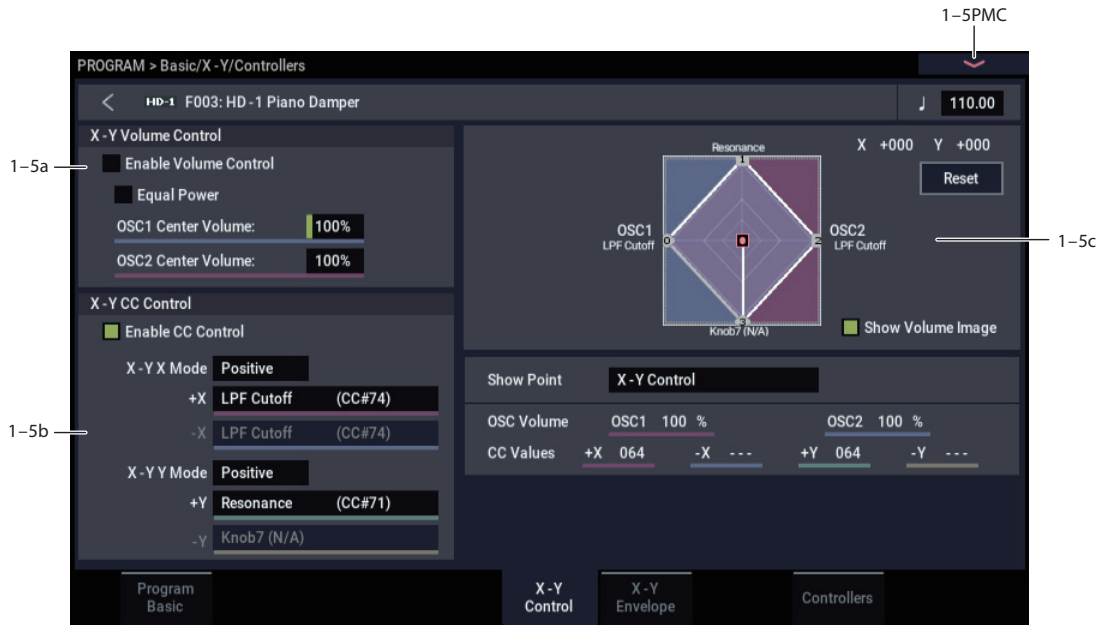 1–5PMC
PROGRAM > Basic/X-Y/Controllers
HD-1 F003: HD-1 Piano Damper
♩ 110.00
X-Y Volume Control
1–5a
Enable Volume Control
Equal Power
OSC1 Center Volume: 100%
OSC2 Center Volume: 100%
X-Y CC Control
Enable CC Control
X-Y X Mode Positive
+X LPF Cutoff (CC#74)
1–5b
-X LPF Cutoff (CC#74)
X-Y Y Mode Positive
+Y Resonance (CC#71)
-Y Knob7 (N/A)
X +000 Y +000
Reset
Resonance
1
OSC1
LPF Cutoff
0
2
OSC2
LPF Cutoff
1–5c
3
Knob7 (N/A)
Show Volume Image
Show Point X-Y Control
OSC Volume OSC1 100 % OSC2 100 %
CC Values +X 064 -X --- +Y 064 -Y ---
Program
Basic
X-Y
Control
X-Y
Envelope
Controllers